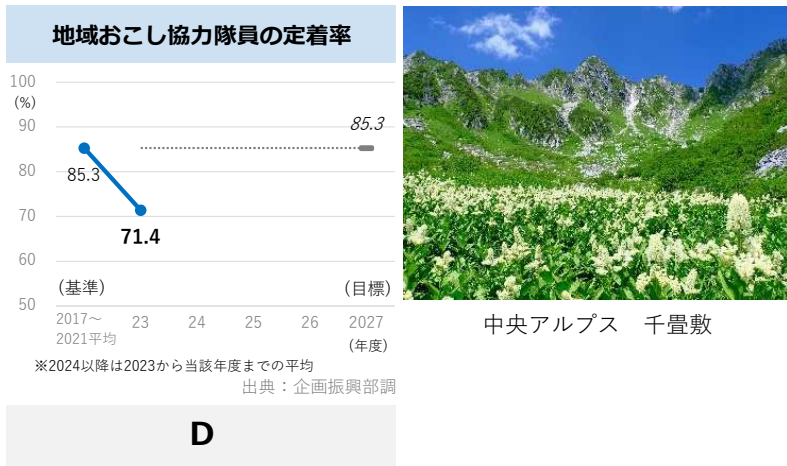 地域おこし協力隊員の定着率
100
(%)
90
80
70
60
50
85.3
85.3
71.4
(基準)
(目標)
2017～
2021平均
23
24
25
26
2027
(年度)
※2024以降は2023から当該年度までの平均
出典：企画振興部調
D
中央アルプス　千畳敷